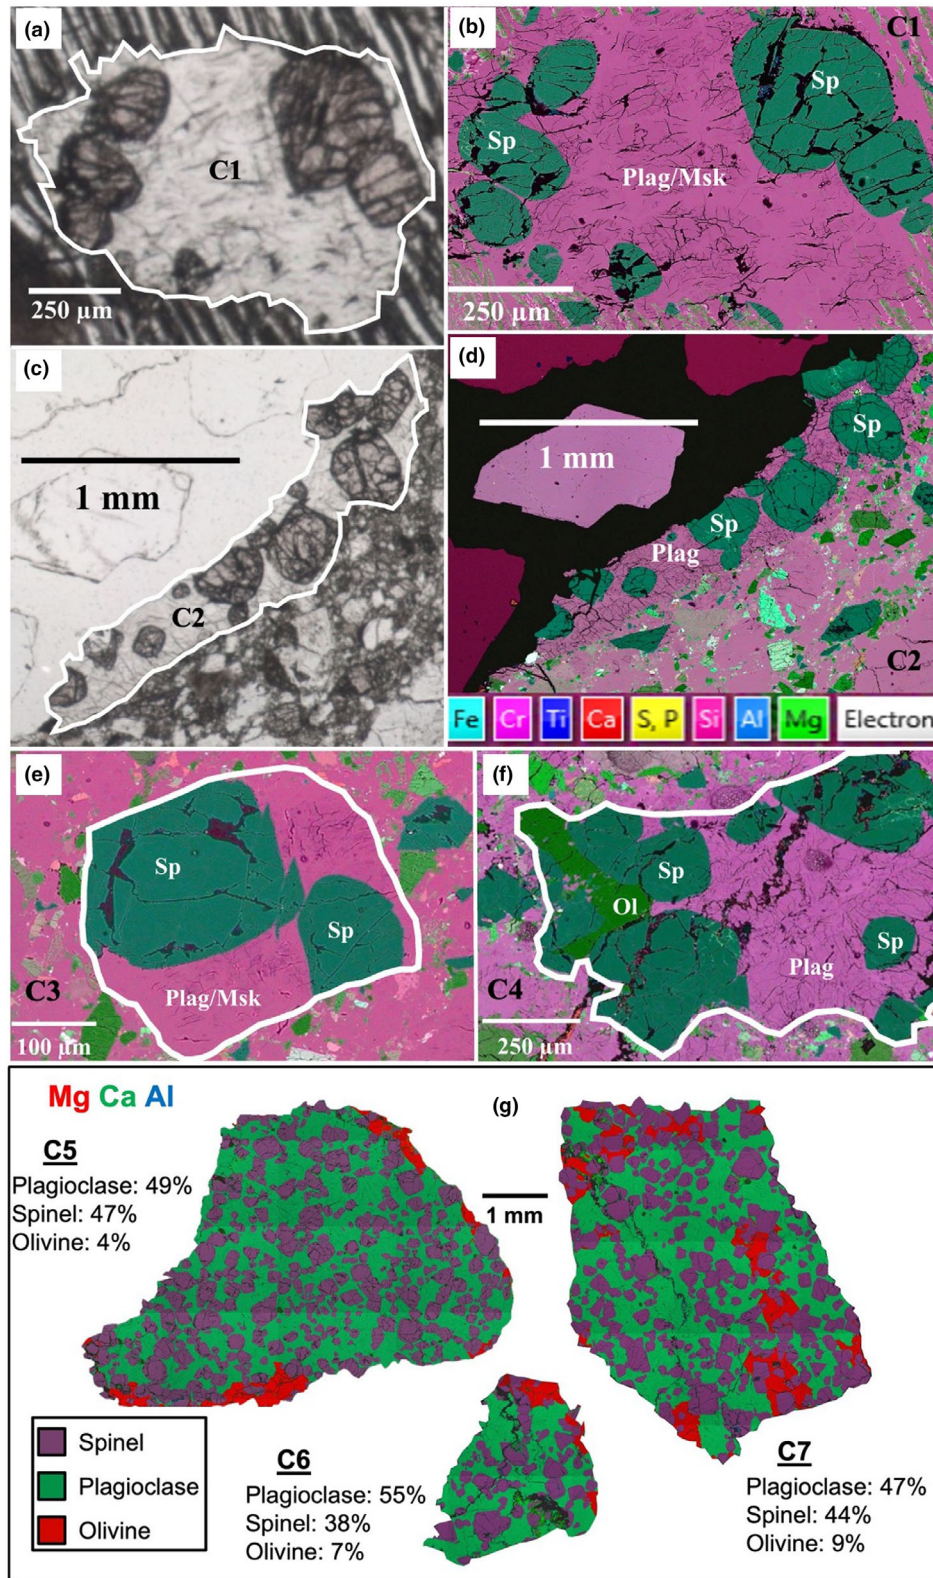 (a)
C1
250 µm
(b)
C1
Sp
Sp
Plag/Msk
250 µm
(c)
1 mm
C2
(d)
Sp
1 mm
Sp
Plag
C2
Fe Cr Ti Ca S, P Si Al Mg Electron
(e)
Sp
Sp
C3
Plag/Msk
100 µm
(f)
Sp
Ol
Sp
Plag
C4
250 µm
Mg Ca Al
(g)
C5
Plagioclase: 49%
Spinel: 47%
Olivine: 4%
1 mm
Spinel
Plagioclase
Olivine
C6
Plagioclase: 55%
Spinel: 38%
Olivine: 7%
C7
Plagioclase: 47%
Spinel: 44%
Olivine: 9%